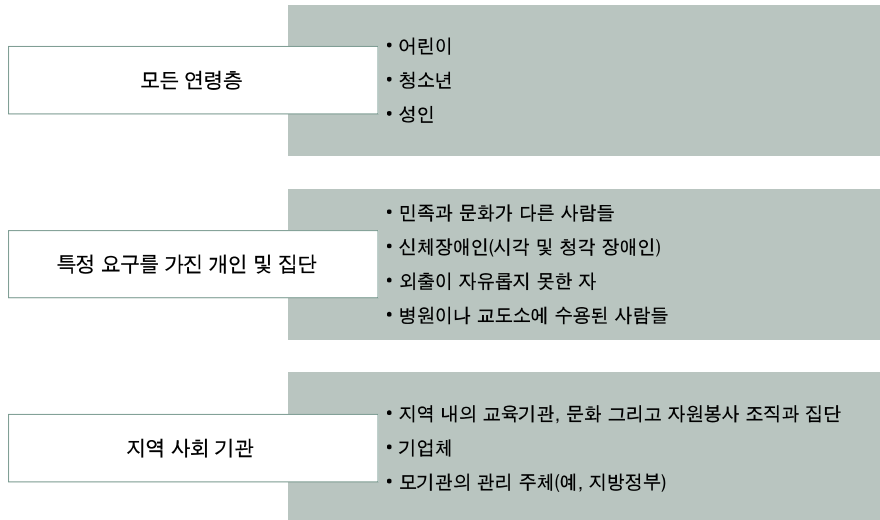 모든 연령층
• 어린이
• 청소년
• 성인
특정 요구를 가진 개인 및 집단
• 민족과 문화가 다른 사람들
• 신체장애인(시각 및 청각 장애인)
• 외출이 자유롭지 못한 자
• 병원이나 교도소에 수용된 사람들
지역 사회 기관
• 지역 내의 교육기관, 문화 그리고 자원봉사 조직과 집단
• 기업체
• 모기관의 관리 주체(예, 지방정부)